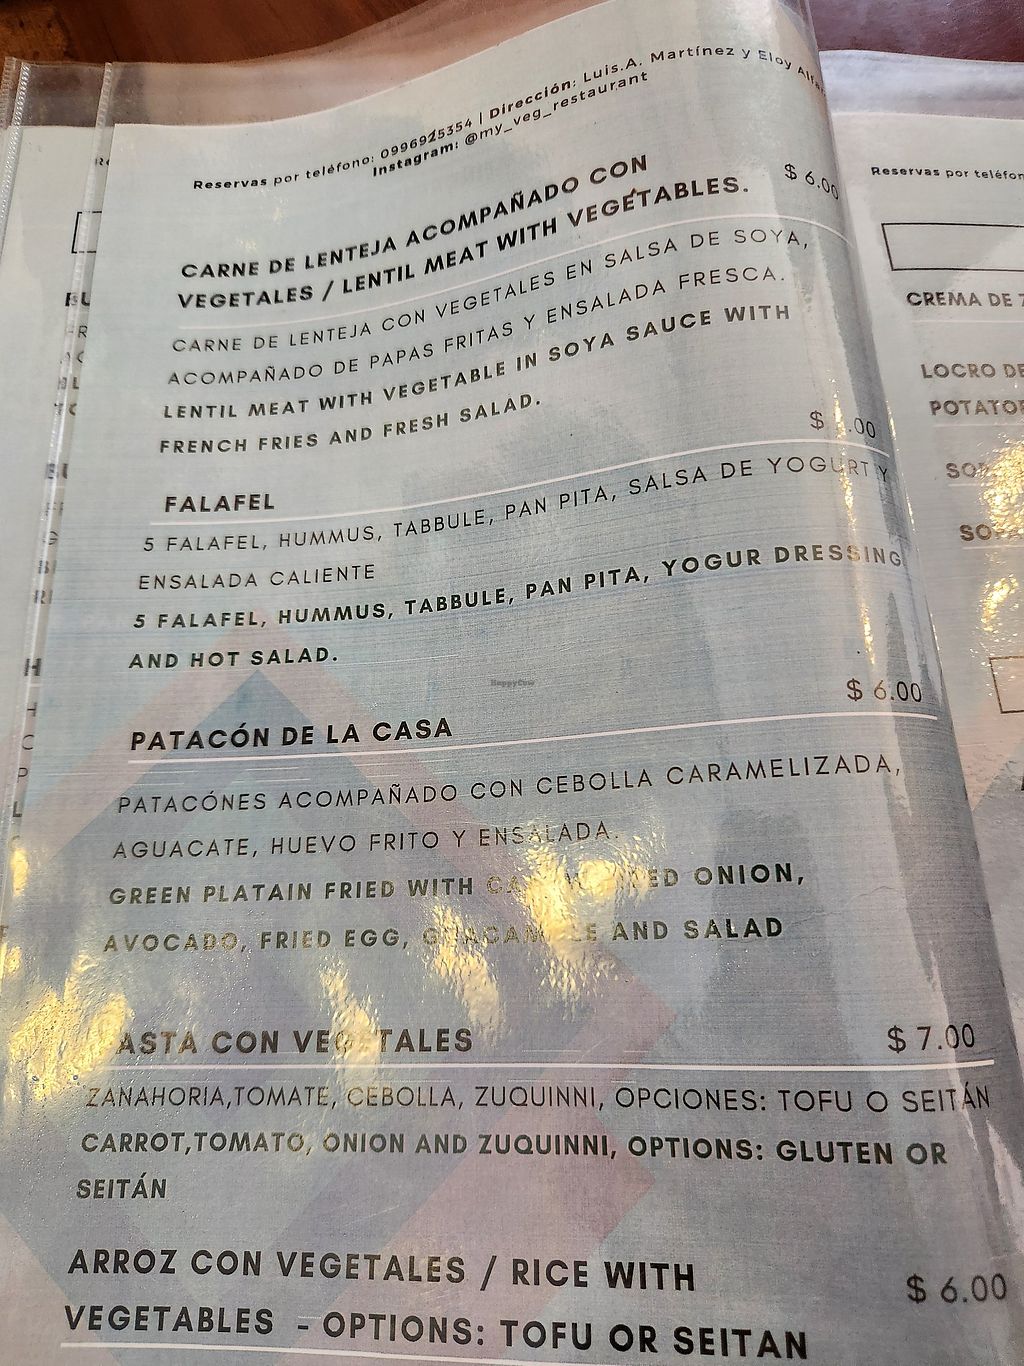 Reservas por teléfono: 0996925354 | Dirección: Luis.A. Martínez y Eloy
Instagram: @my_veg_restaurant
CARNE DE LENTEJA ACOMPAÑADO CON
VEGETALES / LENTIL MEAT WITH VEGETABLES.
$ 6.00
CARNE DE LENTEJA CON VEGETALES EN SALSA DE SOYA,
ACOMPAÑADO DE PAPAS FRITAS Y ENSALADA FRESCA.
LENTIL MEAT WITH VEGETABLE IN SOYA SAUCE WITH
FRENCH FRIES AND FRESH SALAD.
FALAFEL
5 FALAFEL, HUMMUS, TABBULE, PAN PITA, SALSA DE YOGURT Y
ENSALADA CALIENTE
5 FALAFEL, HUMMUS, TABBULE, PAN PITA, YOGUR DRESSING
AND HOT SALAD.
HappyCow
PATACÓN DE LA CASA
$ 6.00
PATACÓNES ACOMPAÑADO CON CEBOLLA CARAMELIZADA,
AGUACATE, HUEVO FRITO Y ENSALADA.
GREEN PLATAIN FRIED WITH ONION,
AVOCADO, FRIED EGG, AND SALAD
CON VEGETALES
$ 7.00
ZANAHORIA,TOMATE, CEBOLLA, ZUQUINNI, OPCIONES: TOFU O SEITÁN
CARROT,TOMATO, ONION AND ZUQUINNI, OPTIONS: GLUTEN OR
SEITÁN
ARROZ CON VEGETALES / RICE WITH
VEGETABLES - OPTIONS: TOFU OR SEITAN
$ 6.00
Reservas por
CREMA DE
LOCRO